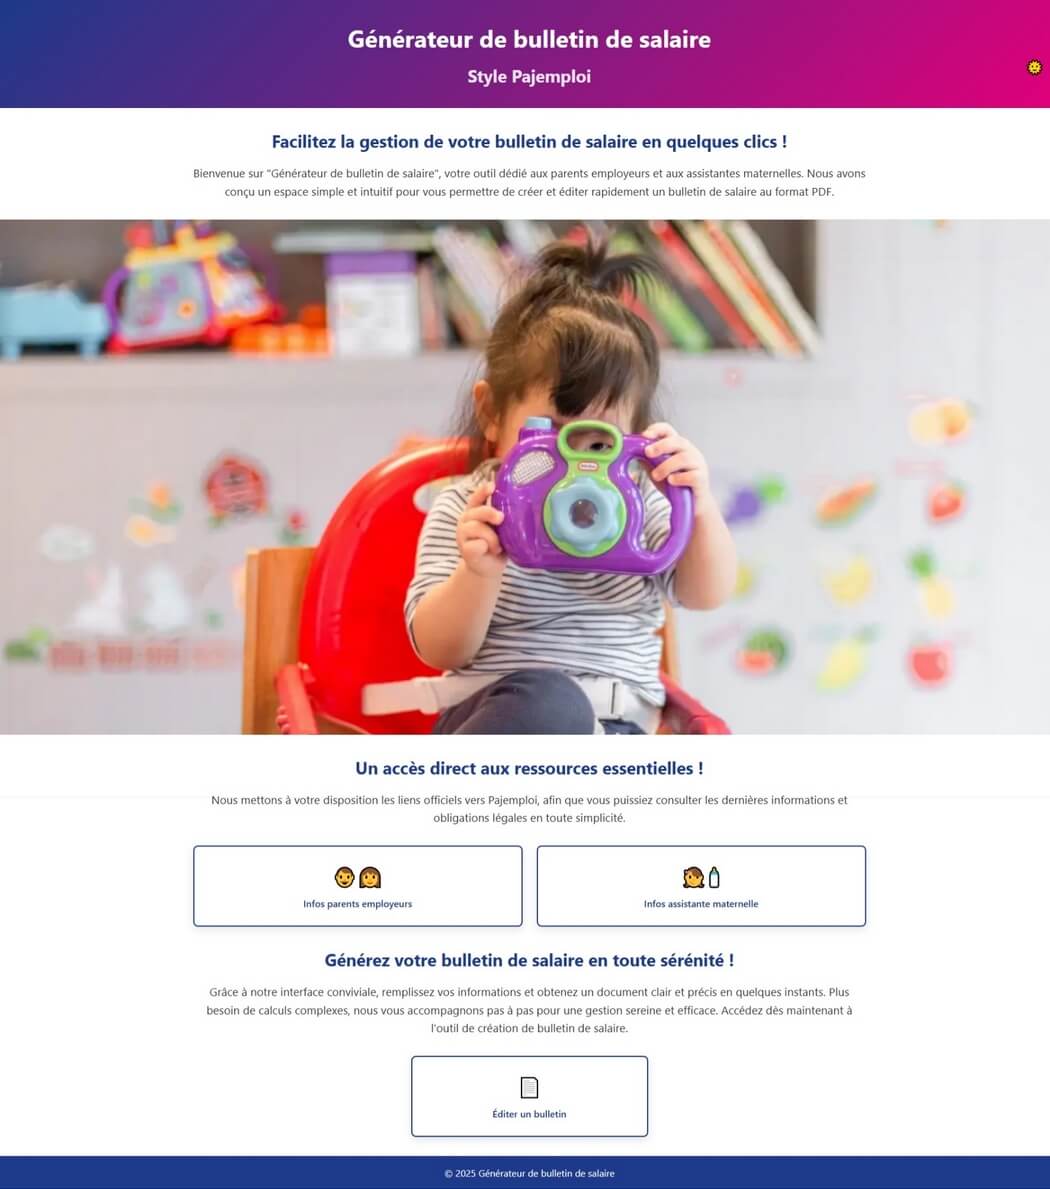 Générateur de bulletin de salaire
Style Pajemploi
Facilitez la gestion de votre bulletin de salaire en quelques clics !
Bienvenue sur "Générateur de bulletin de salaire", votre outil dédié aux parents employeurs et aux assistantes maternelles. Nous avons
conçu un espace simple et intuitif pour vous permettre de créer et éditer rapidement un bulletin de salaire au format PDF.
Un accès direct aux ressources essentielles !
Nous mettons à votre disposition les liens officiels vers Pajemploi, afin que vous puissiez consulter les dernières informations et
obligations légales en toute simplicité.
Infos parents employeurs
Infos assistante maternelle
Générez votre bulletin de salaire en toute sérénité !
Grâce à notre interface conviviale, remplissez vos informations et obtenez un document clair et précis en quelques instants. Plus
besoin de calculs complexes, nous vous accompagnons pas à pas pour une gestion sereine et efficace. Accédez dès maintenant à
l'outil de création de bulletin de salaire.
Éditer un bulletin
© 2025 Générateur de bulletin de salaire